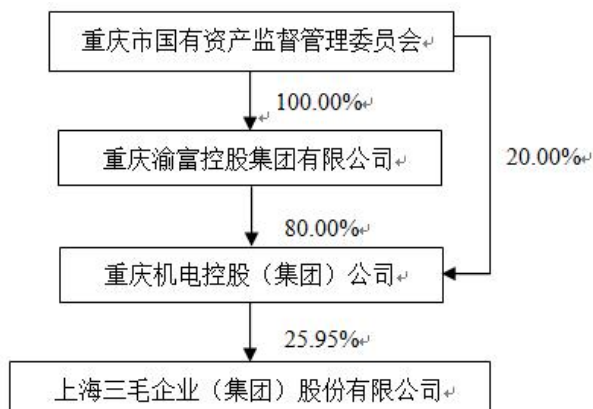 重庆市国有资产监督管理委员会
100.00%
重庆渝富控股集团有限公司
20.00%
80.00%
重庆机电控股（集团）公司
25.95%
上海三毛企业（集团）股份有限公司